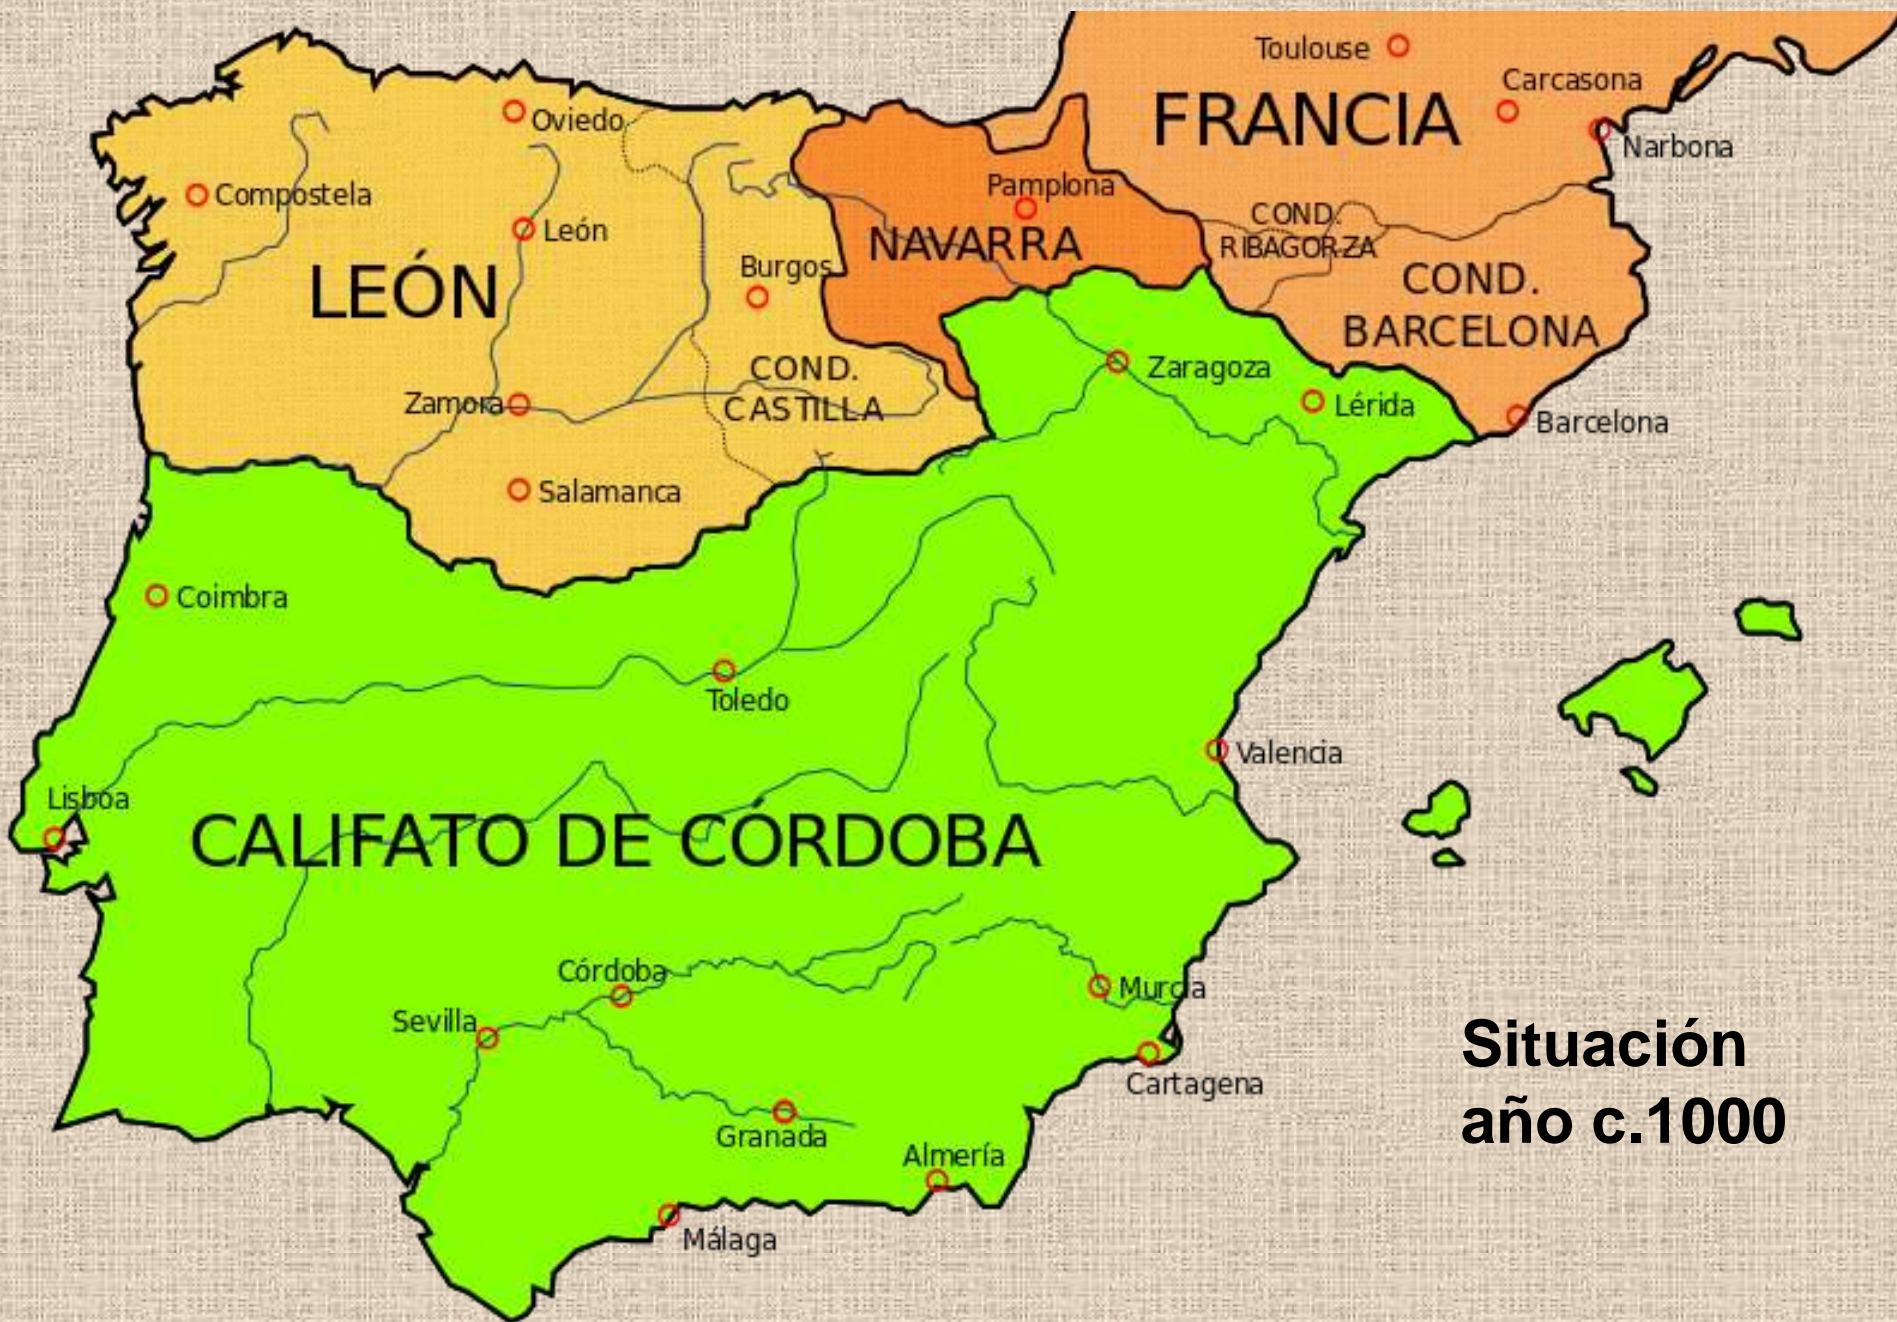 Toulouse
Carcasona
FRANCIA
Narbona
Oviedo
Compostela
León
LEÓN
Burgos
Pamplona
NAVARRA
COND.
RIBAGORZA
COND.
BARCELONA
COND.
CASTILLA
Zamora
Zaragoza
Lérida
Barcelona
Salamanca
Coimbra
Toledo
Valencia
Lisboa
CALIFATO DE CÓRDOBA
Córdoba
Murcia
Sevilla
Cartagena
Granada
Almería
Málaga
Situación
año c.1000